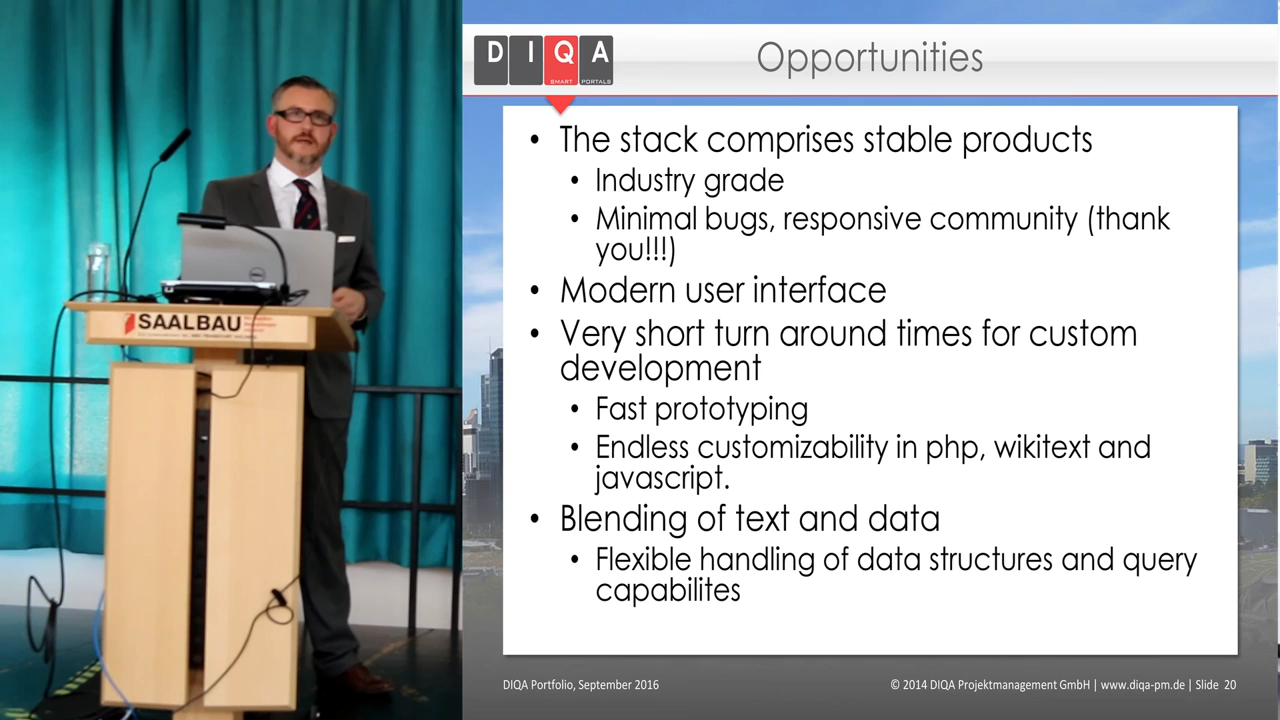 DIQA
SMART PORTALS
Opportunities
• The stack comprises stable products
• Industry grade
• Minimal bugs, responsive community (thank
you!!!)
• Modern user interface
• Very short turn around times for custom
development
• Fast prototyping
• Endless customizability in php, wikitext and
javascript.
• Blending of text and data
• Flexible handling of data structures and query
capabilites
DIQA Portfolio, September 2016
© 2014 DIQA Projektmanagement GmbH | www.diqa-pm.de | Slide 20
DELL
SAALBAU